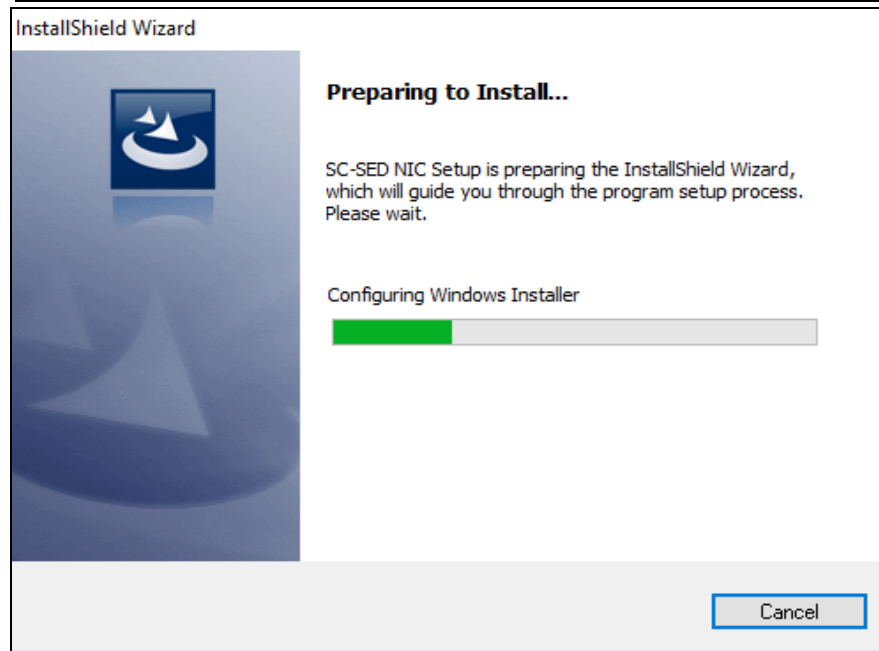 InstallShield Wizard
Preparing to Install...
SC-SED NIC Setup is preparing the InstallShield Wizard,
which will guide you through the program setup process.
Please wait.
Configuring Windows Installer
Cancel